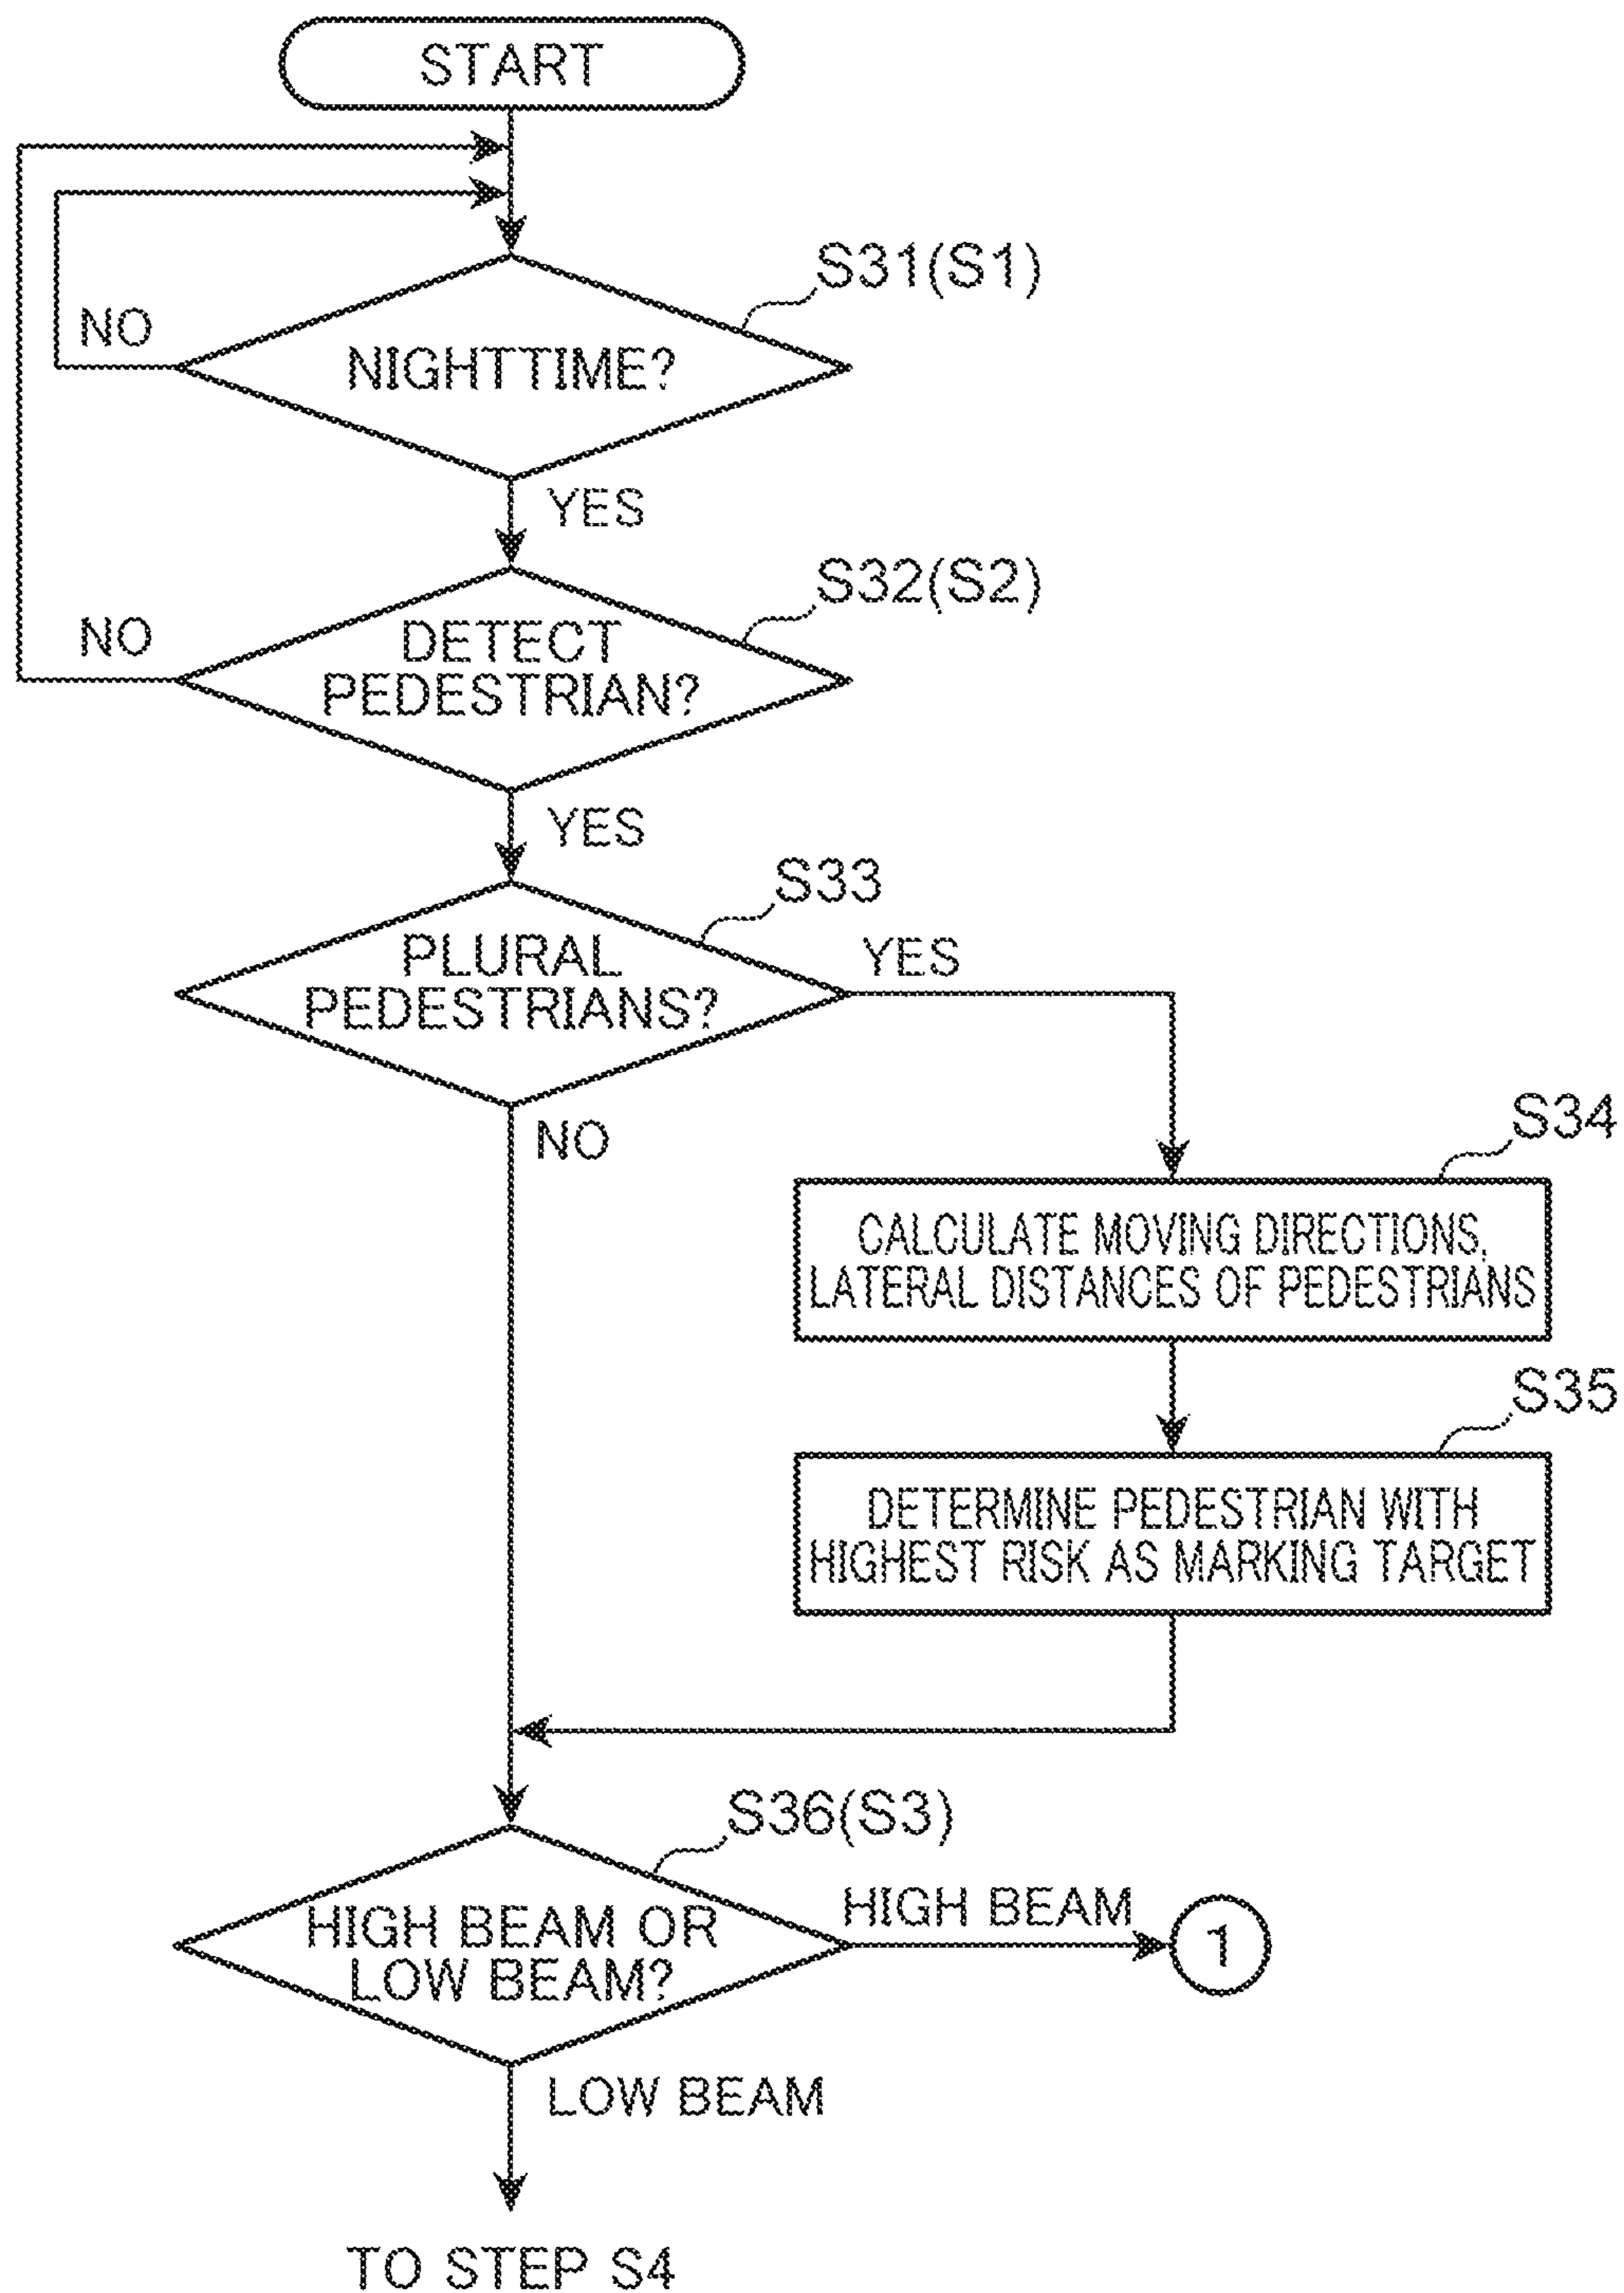 START
S31(S1)
NO
NIGHTTIME?
YES
S32(S2)
NO
DETECT
PEDESTRIAN?
YES
S33
PLURAL
PEDESTRIANS?
YES
NO
S34
CALCULATE MOVING DIRECTIONS,
LATERAL DISTANCES OF PEDESTRIANS
S35
DETERMINE PEDESTRIAN WITH
HIGHEST RISK AS MARKING TARGET
S36(S3)
HIGH BEAM OR
LOW BEAM?
HIGH BEAM
1
LOW BEAM
TO STEP S4